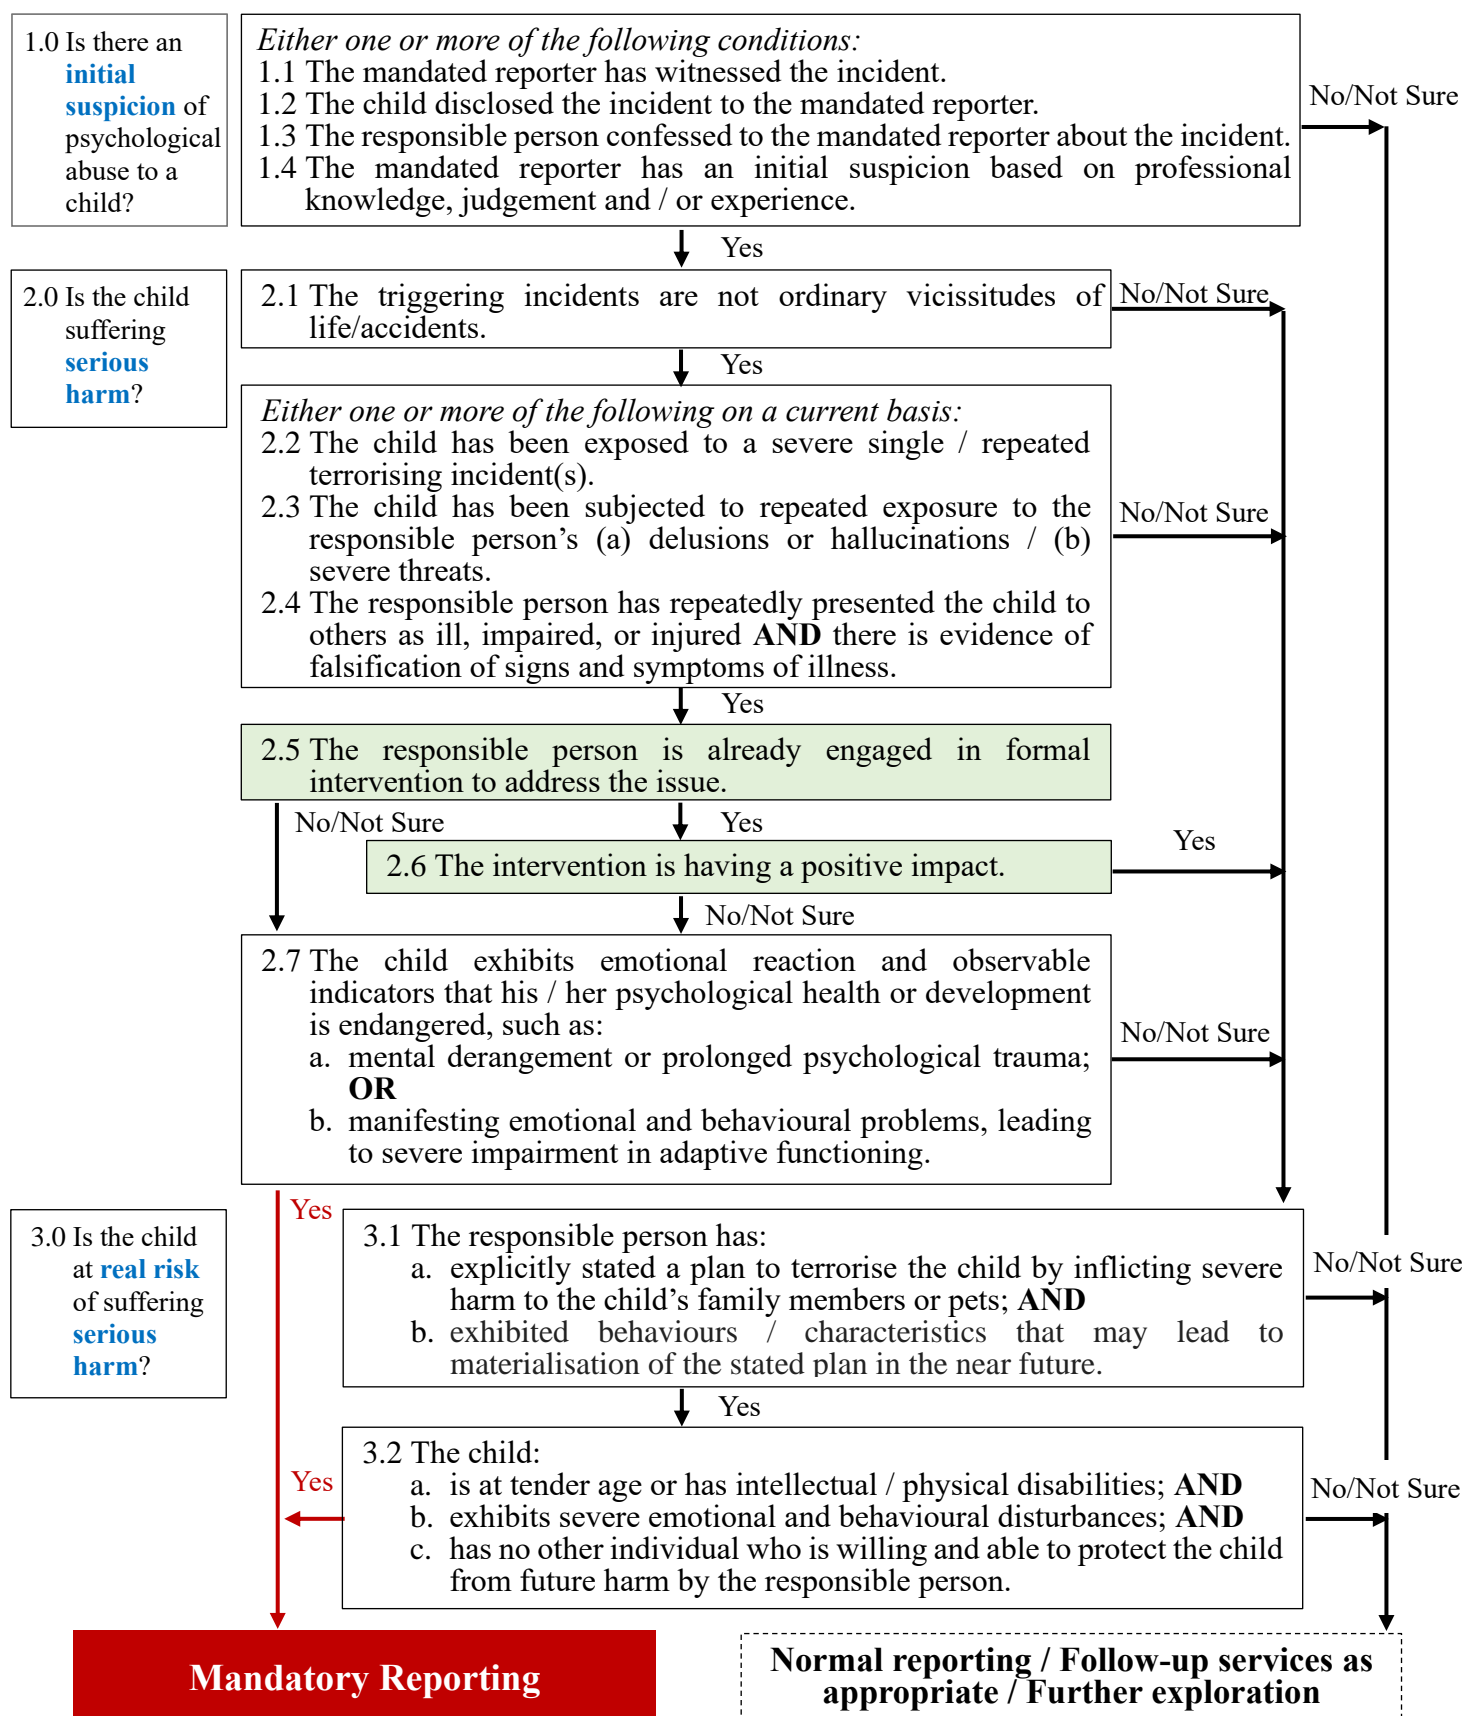 1.0 Is there an
initial
suspicion of
psychological
abuse to a
child?
Either one or more of the following conditions:
1.1 The mandated reporter has witnessed the incident.
1.2 The child disclosed the incident to the mandated reporter.
1.3 The responsible person confessed to the mandated reporter about the incident.
1.4 The mandated reporter has an initial suspicion based on professional
knowledge, judgement and / or experience.
No/Not Sure
Yes
2.0 Is the child
suffering
serious
harm?
2.1 The triggering incidents are not ordinary vicissitudes of
life/accidents.
No/Not Sure
Yes
Either one or more of the following on a current basis:
2.2 The child has been exposed to a severe single / repeated
terrorising incident(s).
2.3 The child has been subjected to repeated exposure to the
responsible person’s (a) delusions or hallucinations / (b)
severe threats.
2.4 The responsible person has repeatedly presented the child to
others as ill, impaired, or injured AND there is evidence of
falsification of signs and symptoms of illness.
No/Not Sure
Yes
2.5 The responsible person is already engaged in formal
intervention to address the issue.
No/Not Sure
Yes
2.6 The intervention is having a positive impact.
Yes
No/Not Sure
2.7 The child exhibits emotional reaction and observable
indicators that his / her psychological health or development
is endangered, such as:
a. mental derangement or prolonged psychological trauma;
OR
b. manifesting emotional and behavioural problems, leading
to severe impairment in adaptive functioning.
No/Not Sure
Yes
3.0 Is the child
at real risk
of suffering
serious
harm?
3.1 The responsible person has:
a. explicitly stated a plan to terrorise the child by inflicting severe
harm to the child’s family members or pets; AND
b. exhibited behaviours / characteristics that may lead to
materialisation of the stated plan in the near future.
No/Not Sure
Yes
3.2 The child:
a. is at tender age or has intellectual / physical disabilities; AND
b. exhibits severe emotional and behavioural disturbances; AND
c. has no other individual who is willing and able to protect the child
from future harm by the responsible person.
Yes
No/Not Sure
Mandatory Reporting
Normal reporting / Follow-up services as
appropriate / Further exploration